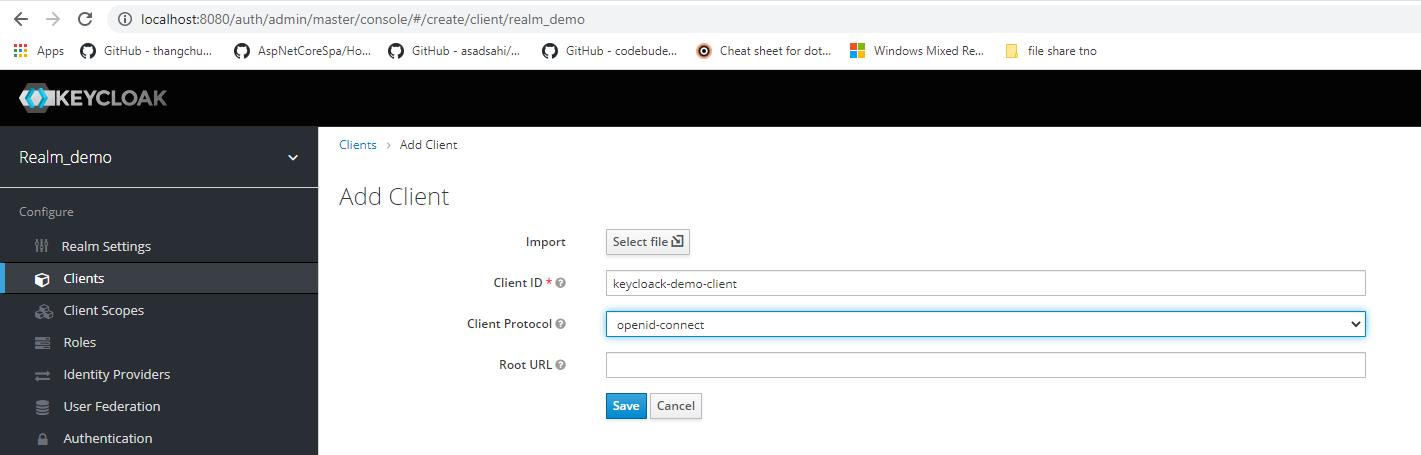 localhost:8080/auth/admin/master/console/#/create/client/realm_demo
Apps GitHub - thangchu... AspNetCoreSpa/Ho... GitHub - asadsahi/... GitHub - codebude... Cheat sheet for dot... Windows Mixed Re... file share tno
KEYCLOAK
Realm_demo
Clients › Add Client
Add Client
Configure
Import Select file
Realm Settings
Clients
Client ID * keycloack-demo-client
Client Scopes
Client Protocol openid-connect
Roles
Root URL
Identity Providers
User Federation
Save Cancel
Authentication